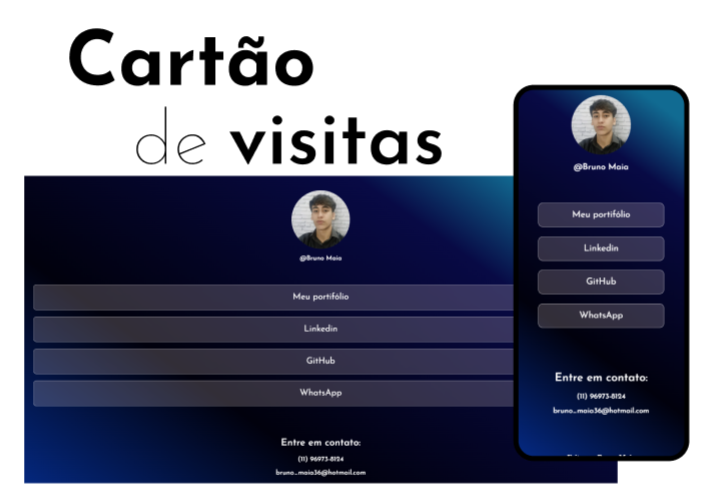 Cartão
de visitas
@Bruno Maia
Meu portifólio
Linkedin
GitHub
WhatsApp
Entre em contato:
(11) 96973-8124
bruno_maia36@hotmail.com
@Bruno Maia
Meu portifólio
Linkedin
GitHub
WhatsApp
Entre em contato:
(11) 96973-8124
bruno_maia36@hotmail.com